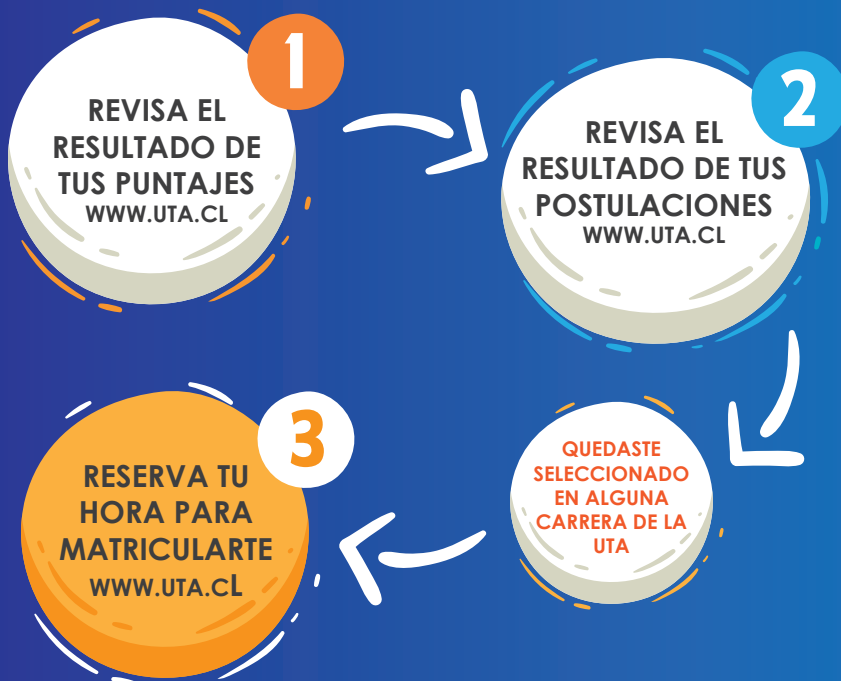 1
REVISA EL
RESULTADO DE
TUS PUNTAJES
WWW.UTA.CL
2
REVISA EL
RESULTADO DE TUS
POSTULACIONES
WWW.UTA.CL
QUEDASTE
SELECCIONADO
EN ALGUNA
CARRERA DE LA
UTA
3
RESERVA TU
HORA PARA
MATRICULARTE
WWW.UTA.CL